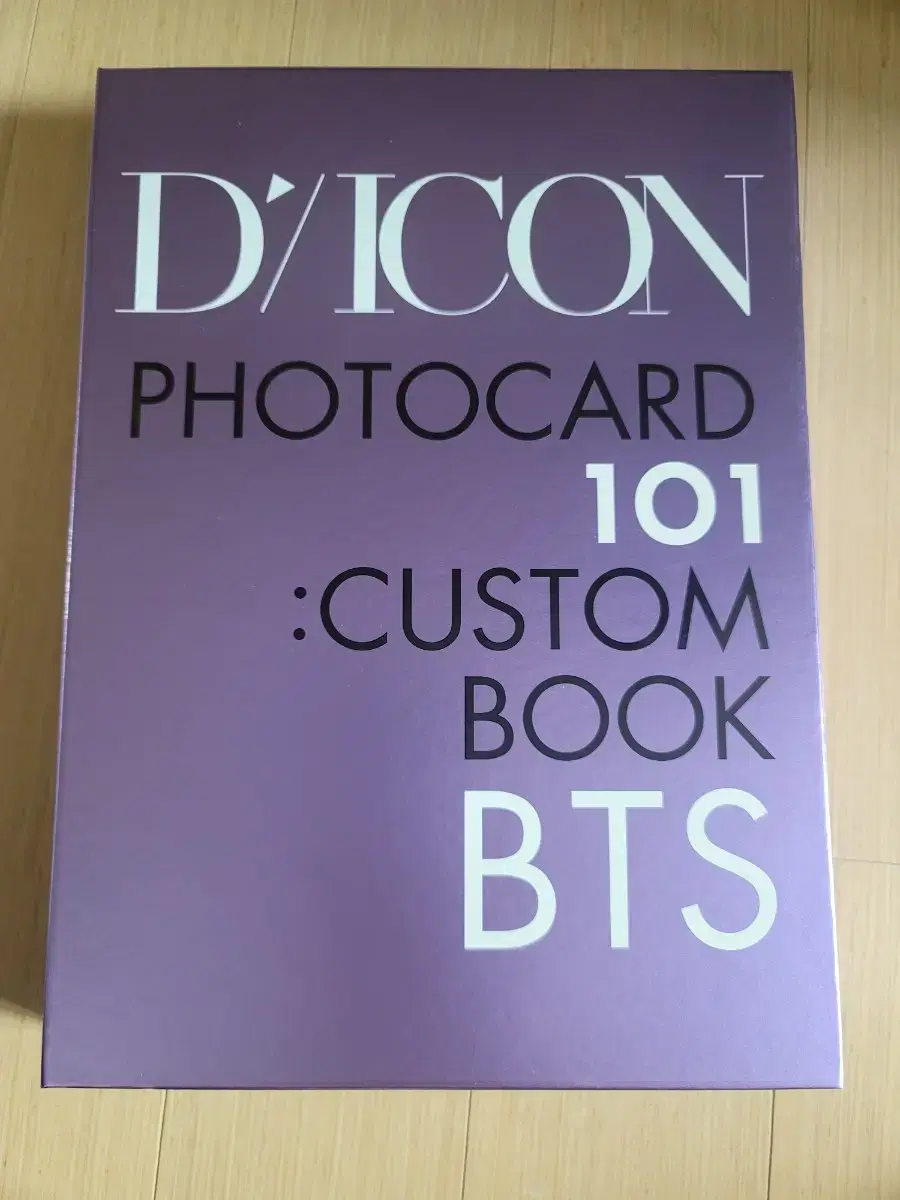 D'/ICON
PHOTOCARD
101
:CUSTOM
BOOK
BTS